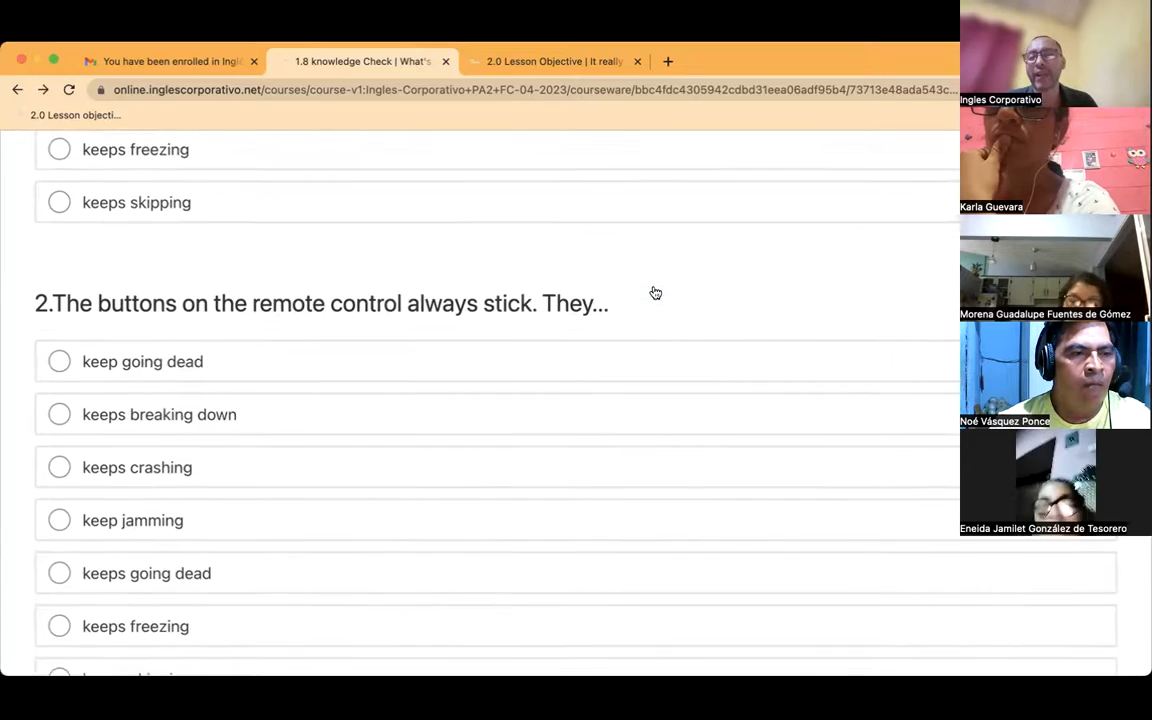 You have been enrolled in Ingl
1.8 knowledge Check | What's
2.0 Lesson Objective | It really
online.inglescorporativo.net/courses/course-v1:Ingles-Corporativo+PA2+FC-04-2023/courseware/bbc4fdc4305942cdbd31eea06adf95b4/73713e48ada543c...
2.0 Lesson objecti...
keeps freezing
keeps skipping
2.The buttons on the remote control always stick. They...
keep going dead
keeps breaking down
keeps crashing
keep jamming
keeps going dead
keeps freezing
Ingles Corporativo
Karla Guevara
Morena Guadalupe Fuentes de Gómez
Noé Vásquez Ponce
Eneida Jamilet González de Tesorero